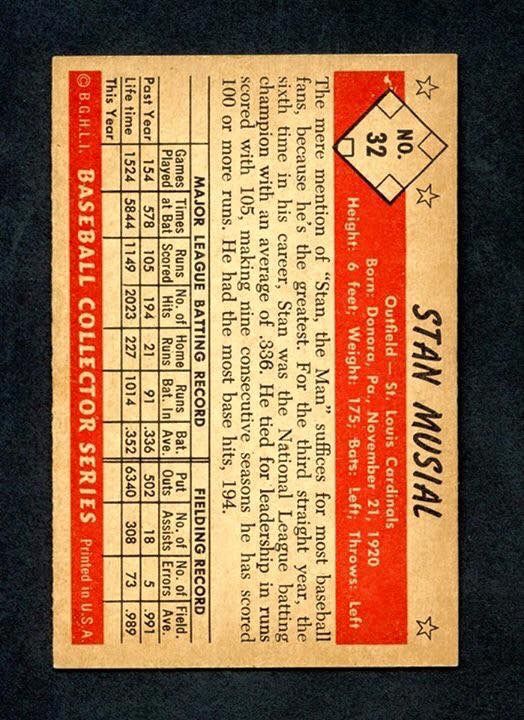 STAN MUSIAL
Outfield — St. Louis Cardinals
Born: Donora, Pa., November 21, 1920
Height: 6 feet; Weight: 175; Bats: Left; Throws: Left
NO.
32
The mere mention of "Stan, the Man" suffices for most baseball
fans, because he's the greatest. For the third straight year, the
sixth time in his career, Stan was the National League batting
champion with an average of .336. He tied for leadership in runs
scored with 105, making nine consecutive seasons he has scored
100 or more runs. He had the most base hits, 194.
MAJOR LEAGUE BATTING RECORD FIELDING RECORD
Games Times Runs No. of Home Runs Bat. Put No. of No. of Field.
Played at Bat Scored Hits Runs Bat. In Ave. Outs Assists Errors Ave.
Past Year 154 578 105 194 21 91 .336 502 18 5 .991
Life time 1524 5844 1149 2023 227 1014 .352 6340 308 73 .989
This Year
© B.G.H.L.I. BASEBALL COLLECTOR SERIES Printed in U.S.A.